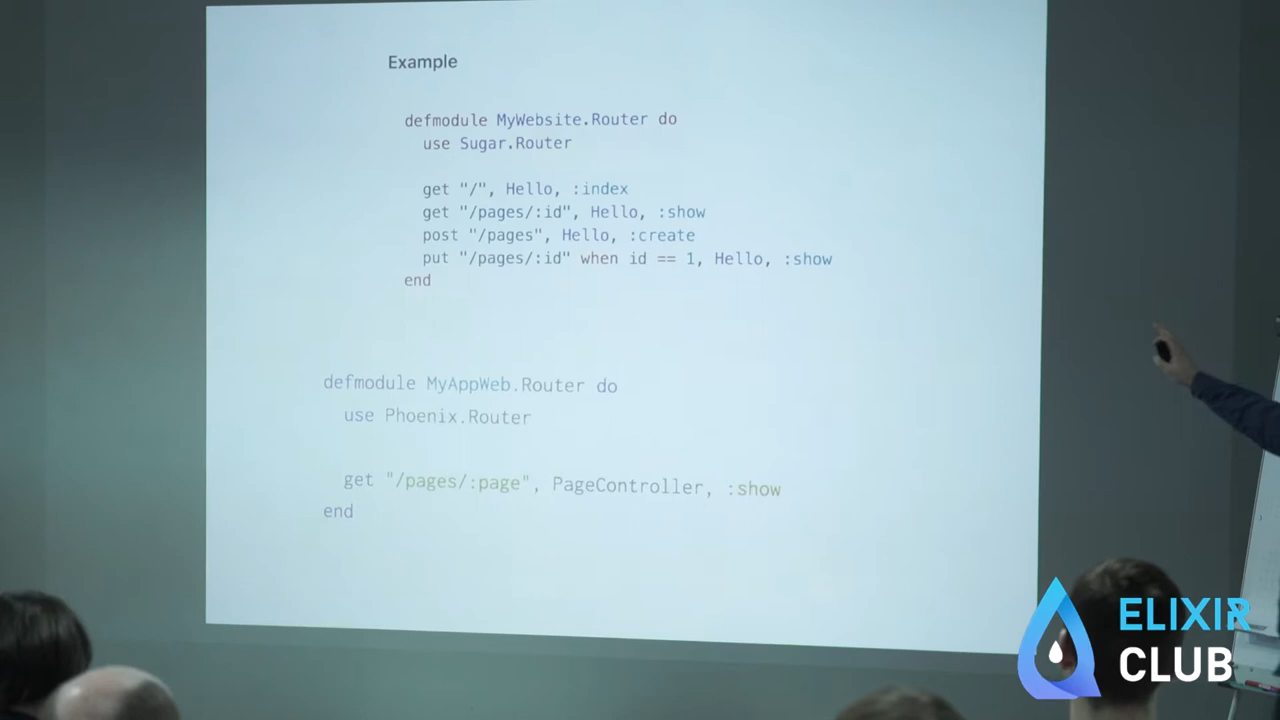 Example
defmodule MyWebsite.Router do
use Sugar.Router
get "/", Hello, :index
get "/pages/:id", Hello, :show
post "/pages", Hello, :create
put "/pages/:id" when id == 1, Hello, :show
end
defmodule MyAppWeb.Router do
use Phoenix.Router
get "/pages/:page", PageController, :show
end
ELIXIR
CLUB